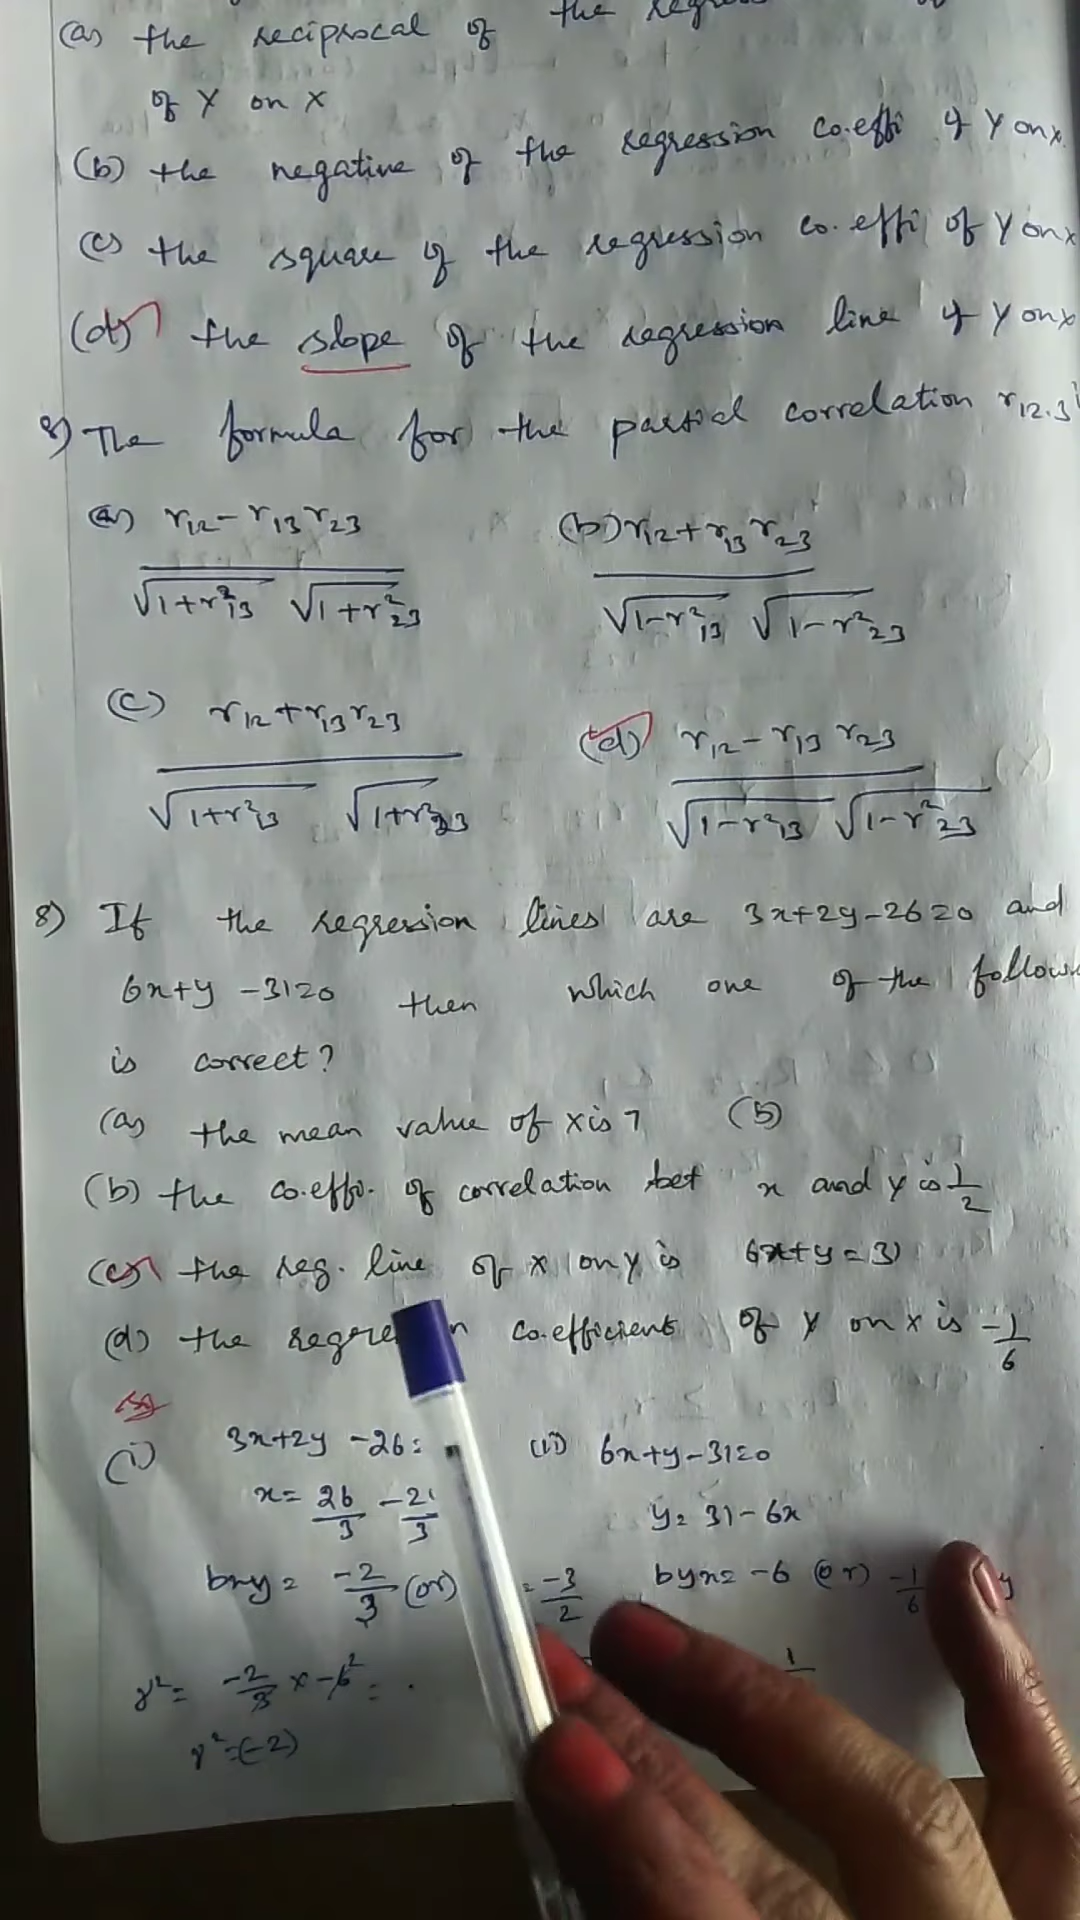 (a) the reciprocal of the
of Y on X
(b) the negative of the regression co.effi of Y on x
(c) the square of the regression co.effi of Y on x
(d) the slope of the regression line of Y on x
8) The formula for the partial correlation r12.3
(a) r12 - r13 r23 (b) r12 + r13 r23
√1+r²13 √1+r²23 √1-r²13 √1-r²23
(c) r12 + r13 r23 (d) r12 - r13 r23
√1+r²13 √1+r²23 √1-r²13 √1-r²23
8) If the regression lines are 3x+2y-26=0 and
6x+y-31=0 then which one of the follow
is correct?
(a) the mean value of x is 7 (b)
(b) the co.effi. of correlation bet x and y is 1/2
(c) the reg. line of x on y is 6x+y=31
(d) the co.efficient of y on x is -1/6
(i) 3x+2y-26= (ii) 6x+y-31=0
x= 26/3 -2/3 y= 31-6x
bxy= -2/3 (or) = -3/2 byx= -6 (or) -1/6
r²= -2/3 x -6 2 =